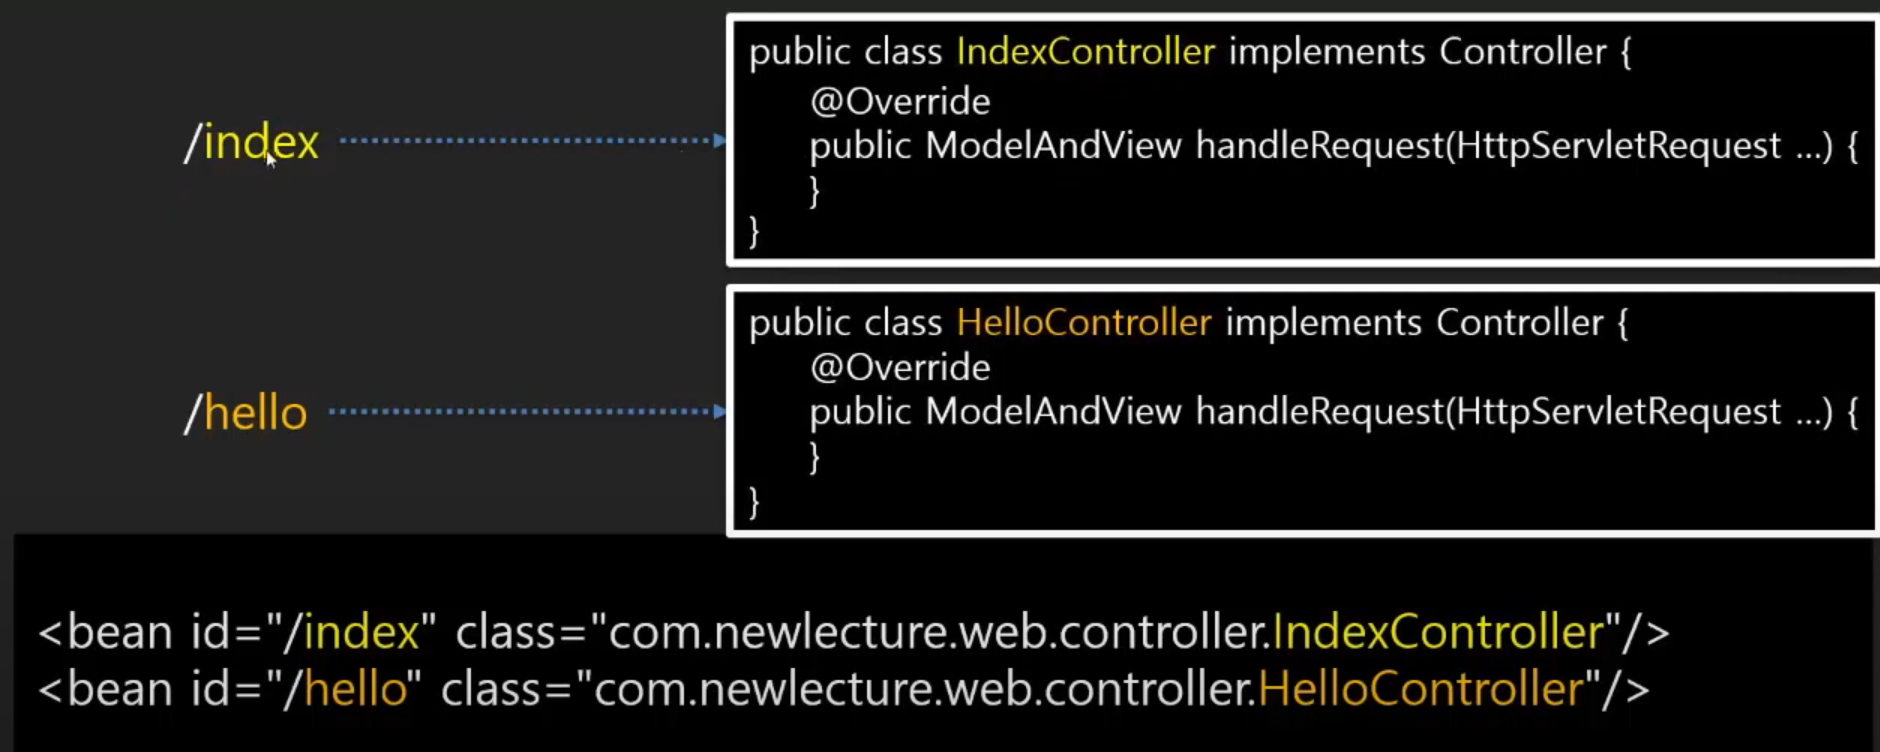 /index
public class IndexController implements Controller {
@Override
public ModelAndView handleRequest(HttpServletRequest ...) {
}
}
/hello
public class HelloController implements Controller {
@Override
public ModelAndView handleRequest(HttpServletRequest ...) {
}
}
<bean id="/index" class="com.newlecture.web.controller.IndexController"/>
<bean id="/hello" class="com.newlecture.web.controller.HelloController"/>